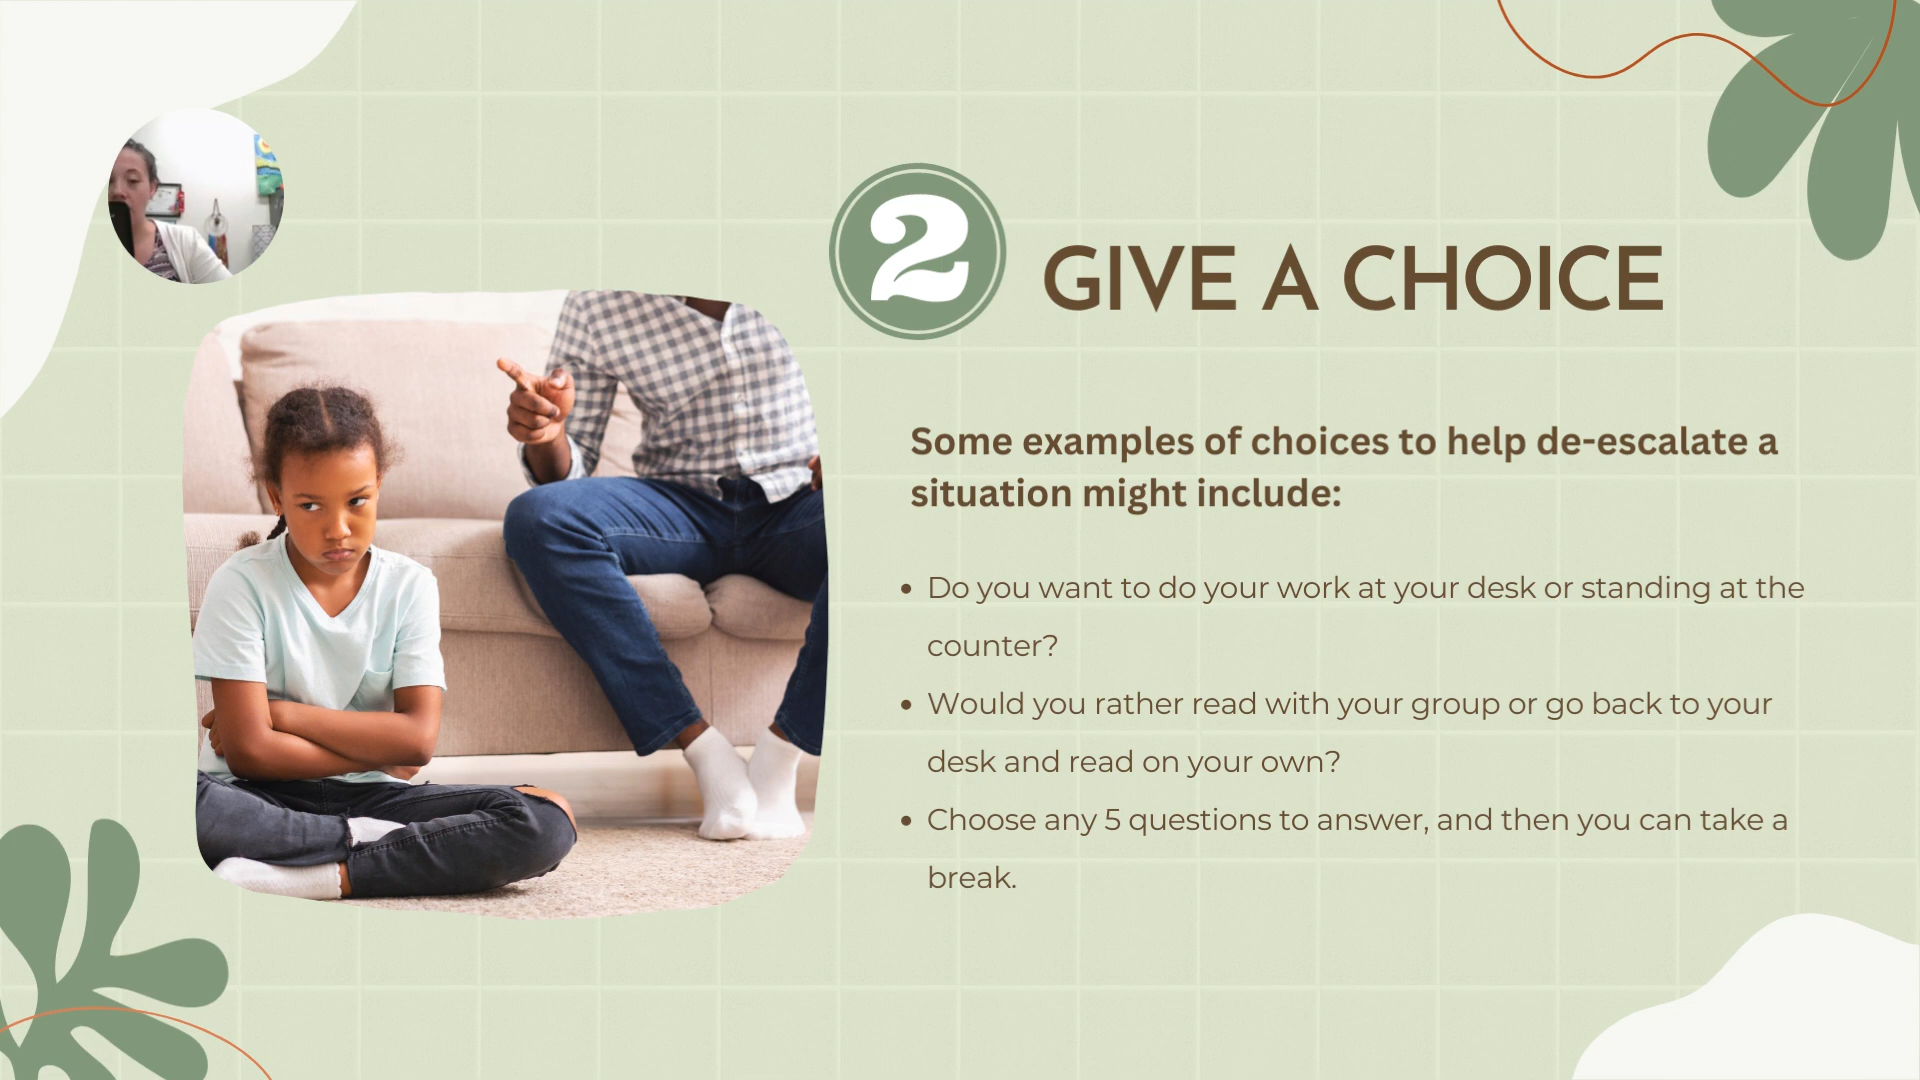 2
GIVE A CHOICE
Some examples of choices to help de-escalate a
situation might include:
• Do you want to do your work at your desk or standing at the
counter?
• Would you rather read with your group or go back to your
desk and read on your own?
• Choose any 5 questions to answer, and then you can take a
break.